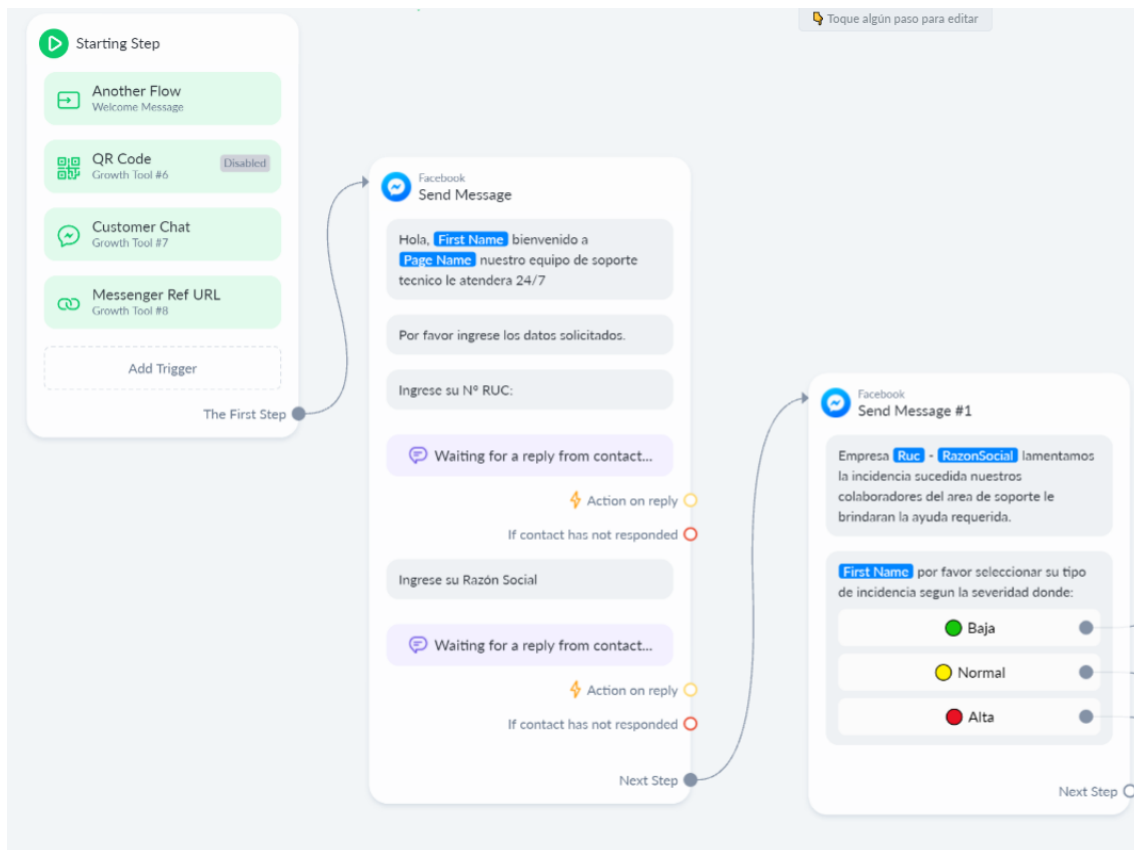 Toque algún paso para editar
Starting Step
Another Flow
Welcome Message
QR Code
Disabled
Growth Tool #6
Customer Chat
Growth Tool #7
Messenger Ref URL
Growth Tool #8
Add Trigger
The First Step
Facebook
Send Message
Hola, First Name bienvenido a
Page Name nuestro equipo de soporte
tecnico le atendera 24/7
Por favor ingrese los datos solicitados.
Ingrese su Nº RUC:
Waiting for a reply from contact...
Action on reply
If contact has not responded
Ingrese su Razón Social
Waiting for a reply from contact...
Action on reply
If contact has not responded
Next Step
Facebook
Send Message #1
Empresa Ruc - RazonSocial lamentamos
la incidencia sucedida nuestros
colaboradores del area de soporte le
brindaran la ayuda requerida.
First Name por favor seleccionar su tipo
de incidencia segun la severidad donde:
Baja
Normal
Alta
Next Step